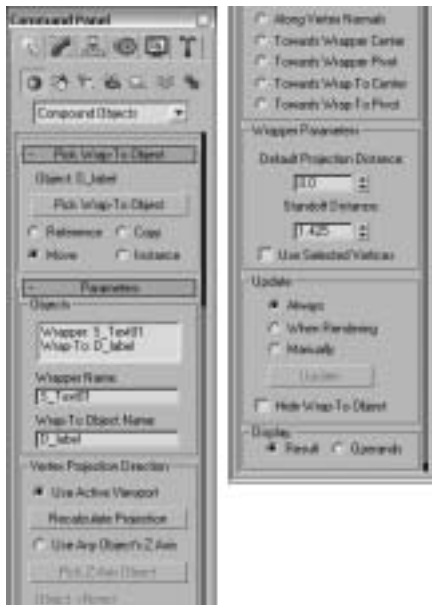 Command Panel
Compound Objects
- Pick Wrap-To Object
Object: D_label
Pick Wrap-To Object
Reference
Copy
Move
Instance
- Parameters
Objects
Wrapper: S_Text01
Wrap-To: D_label
Wrapper Name:
S_Text01
Wrap-To Object Name:
D_label
Vertex Projection Direction
Use Active Viewport
Recalculate Projection
Use Any Object's Z Axis
Pick Z-Axis Object
Object: <None>
Along Vertex Normals
Towards Wrapper Center
Towards Wrapper Pivot
Towards Wrap-To Center
Towards Wrap-To Pivot
Wrapper Parameters
Default Projection Distance:
Standoff Distance:
1.425
Use Selected Vertices
Update
Always
When Rendering
Manually
Update
Hide Wrap-To Object
Display
Result
Operands